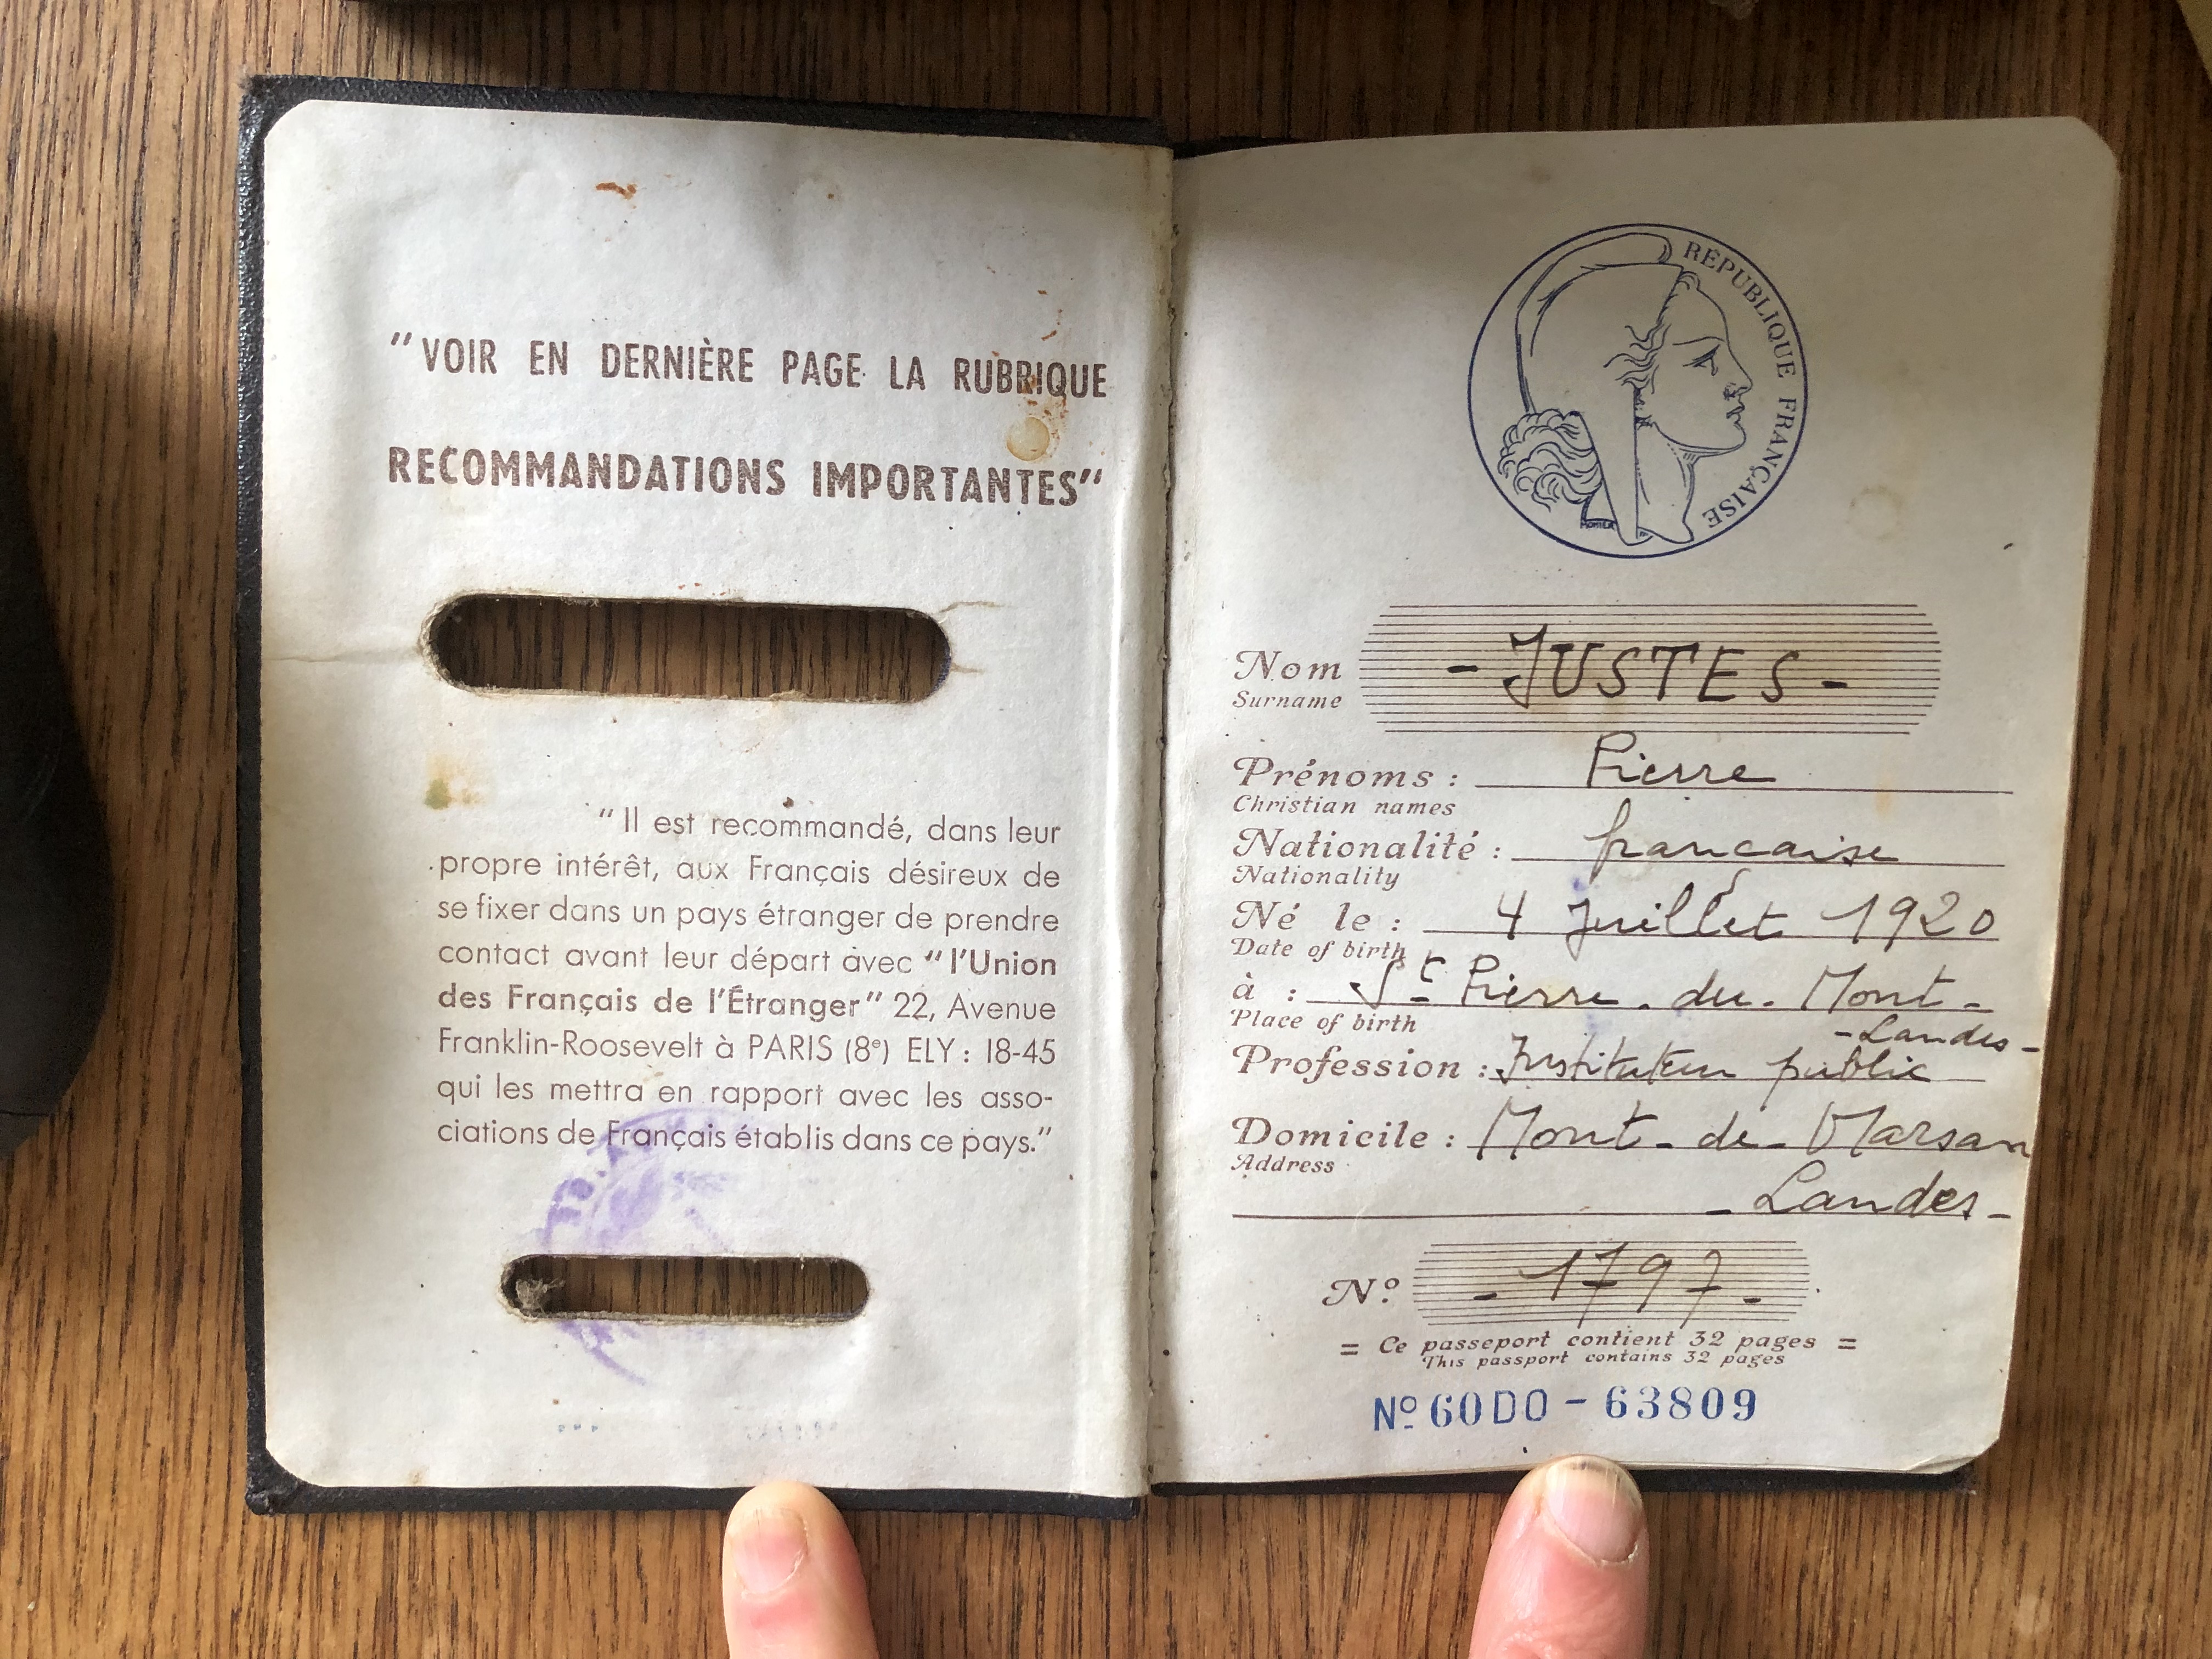 "VOIR EN DERNIÈRE PAGE LA RUBRIQUE
RECOMMANDATIONS IMPORTANTES"
"Il est recommandé, dans leur
propre intérêt, aux Français désireux de
se fixer dans un pays étranger de prendre
contact avant leur départ avec "l'Union
des Français de l'Étranger" 22, Avenue
Franklin-Roosevelt à PARIS (8e) ELY : 18-45
qui les mettra en rapport avec les asso-
ciations de Français établis dans ce pays."
RÉPUBLIQUE FRANÇAISE
Nom - JUSTES -
Surname
Prénoms : Pierre
Christian names
Nationalité : française
Nationality
Né le : 4 Juillet 1920
Date of birth
à : St Pierre . du . Mont -
Place of birth - Landes -
Profession : Instituteur public
Domicile : Mont - de - Marsan
Address
- Landes -
No. - 1797 -
= Ce passeport contient 32 pages =
This passport contains 32 pages
No 60DO - 63809